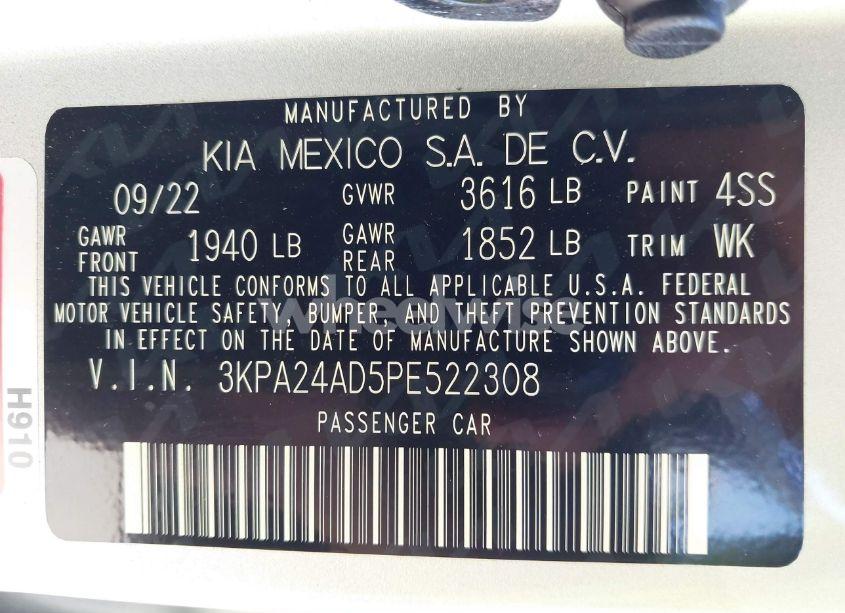 MANUFACTURED BY
KIA MEXICO S.A. DE C.V.
09/22 GVWR 3616 LB PAINT 4SS
GAWR FRONT 1940 LB GAWR REAR 1852 LB TRIM WK
THIS VEHICLE CONFORMS TO ALL APPLICABLE U.S.A. FEDERAL
MOTOR VEHICLE SAFETY, BUMPER, AND THEFT PREVENTION STANDARDS
IN EFFECT ON THE DATE OF MANUFACTURE SHOWN ABOVE.
V.I.N. 3KPA24AD5PE522308
PASSENGER CAR
H910
wheelwise